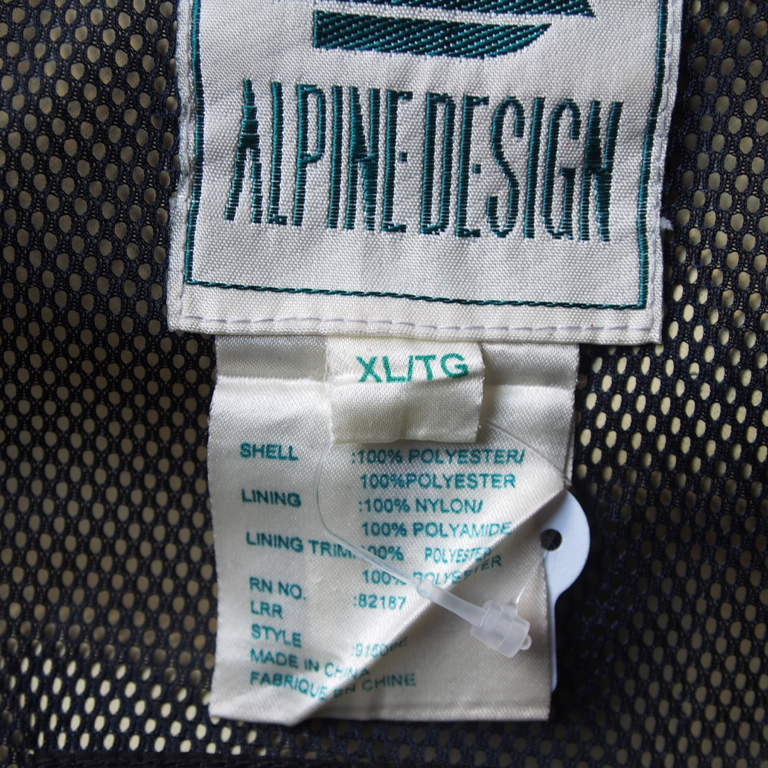 ALPINE DESIGN
XL/TG
SHELL :100% POLYESTER/
100%POLYESTER
LINING :100% NYLON/
100% POLYAMIDE
LINING TRIM: 100% POLYESTER
100% POLYESTER
RN NO. :82187
LRR
STYLE
MADE IN CHINA
FABRIQUE EN CHINE